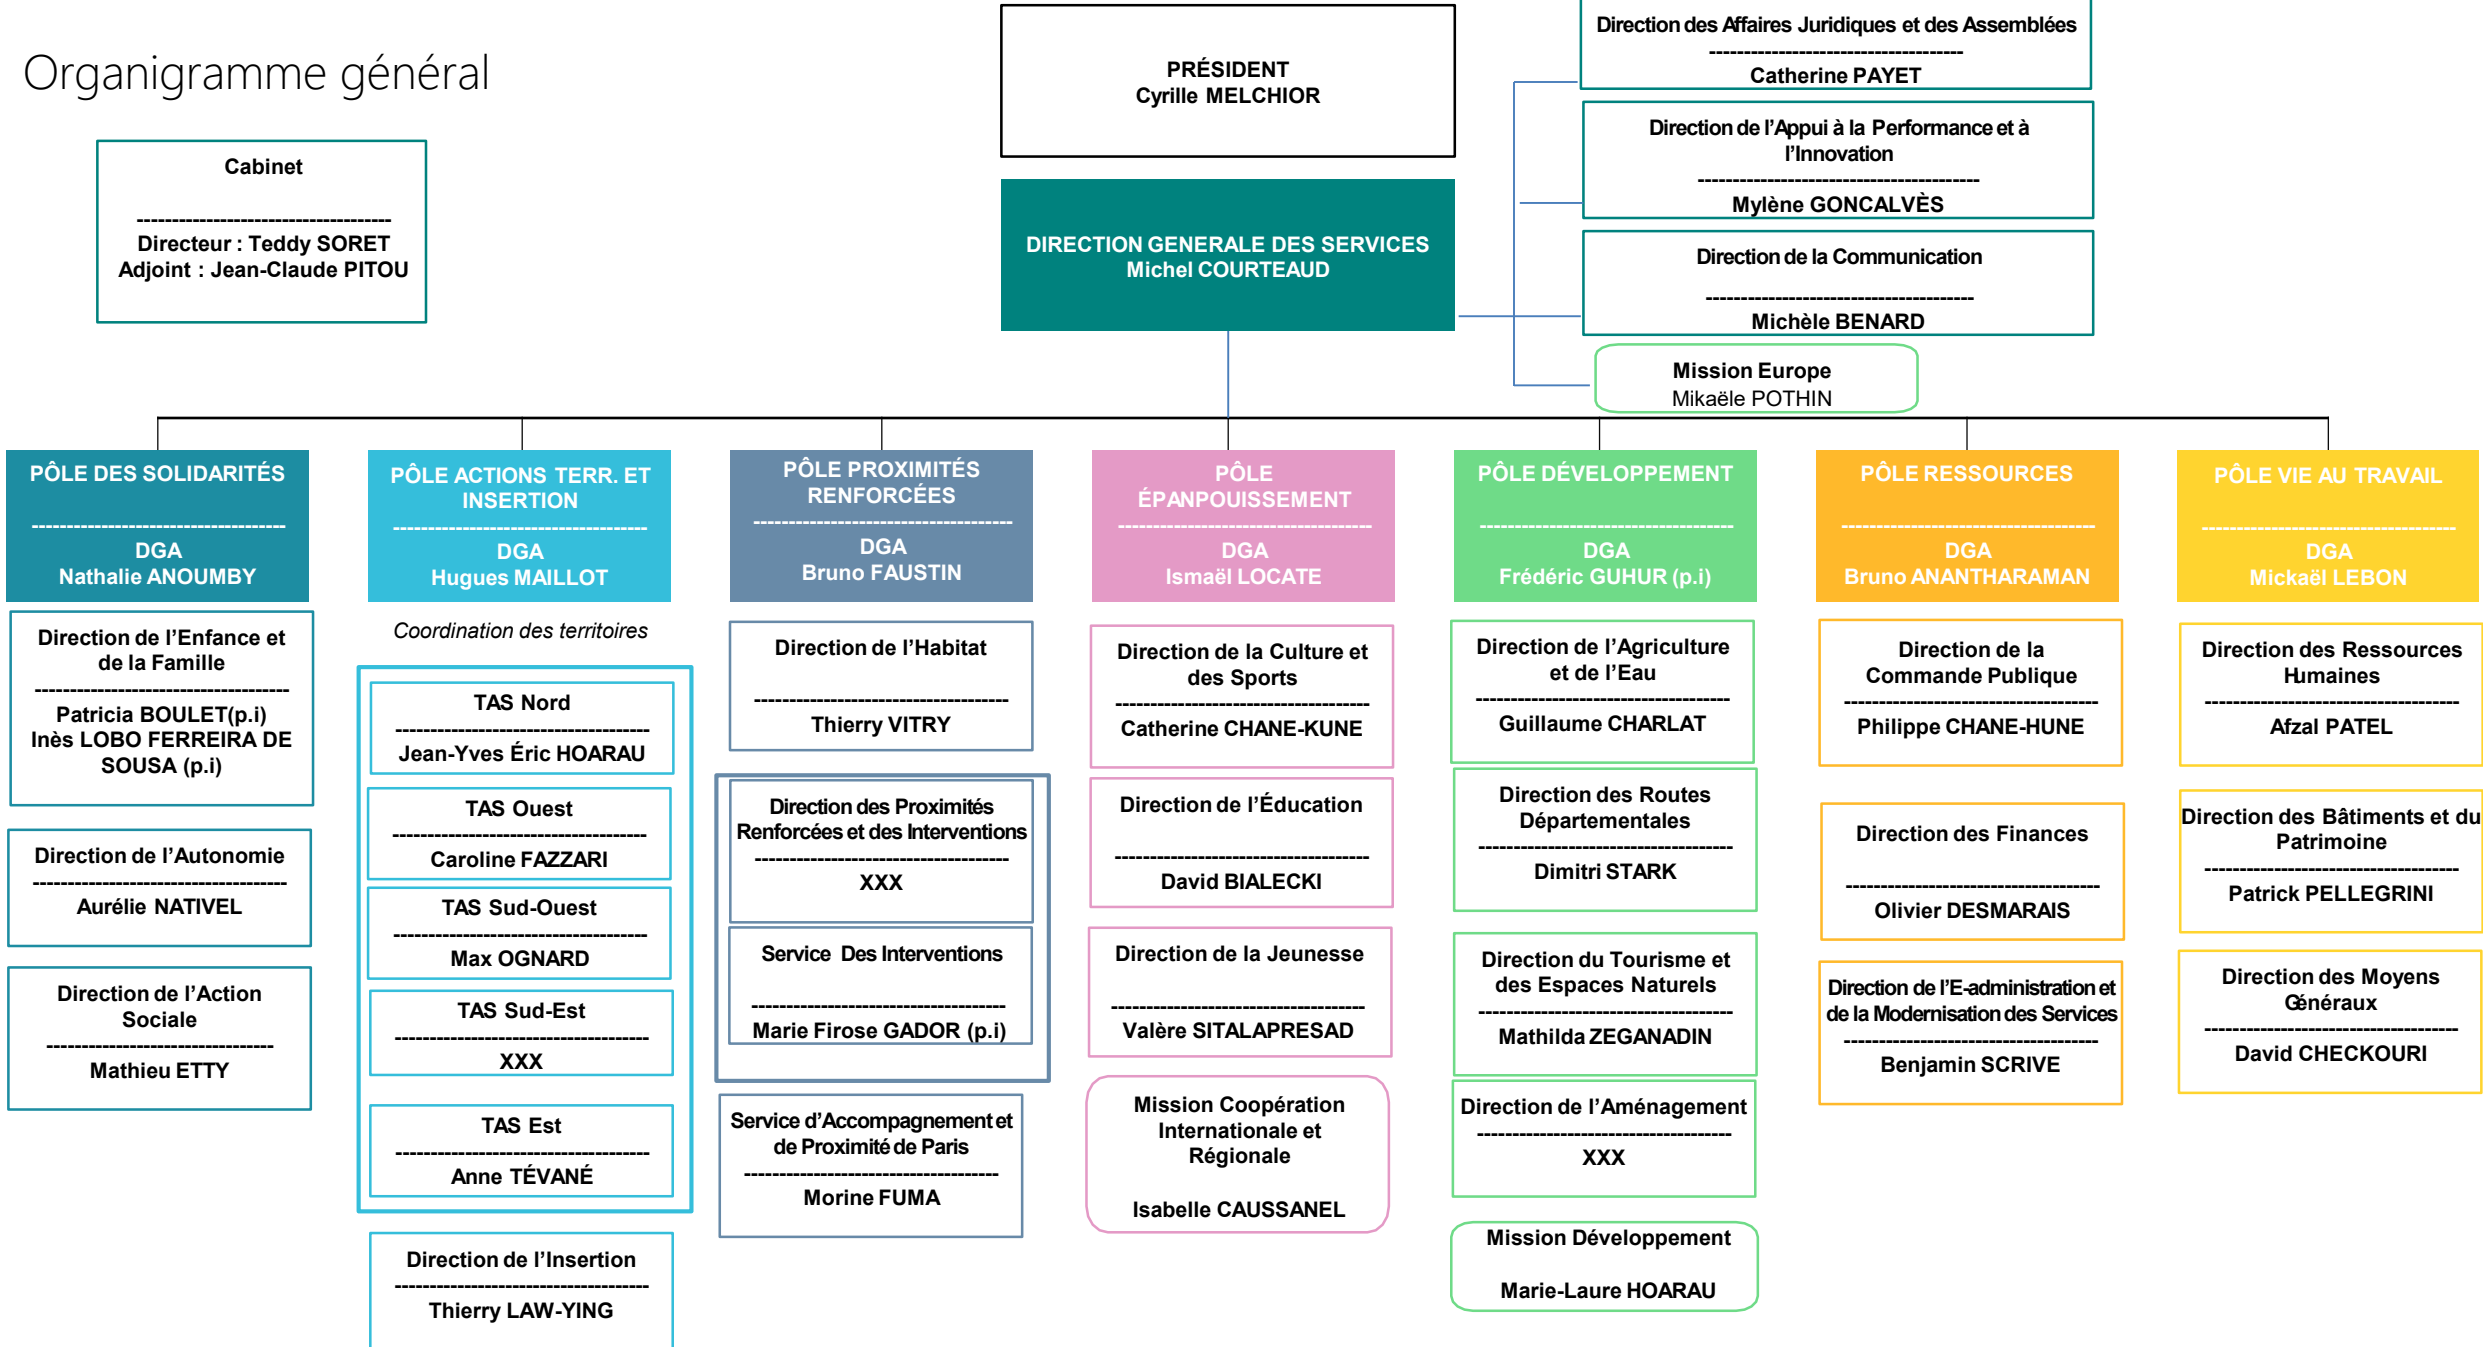 Organigramme général
Cabinet
-------------------------------------
Directeur : Teddy SORET
Adjoint : Jean-Claude PITOU
PRÉSIDENT
Cyrille MELCHIOR
DIRECTION GENERALE DES SERVICES
Michel COURTEAUD
Direction des Affaires Juridiques et des Assemblées
-------------------------------------
Catherine PAYET
Direction de l’Appui à la Performance et à
l’Innovation
-----------------------------------------
Mylène GONCALVÈS
Direction de la Communication
---------------------------------------
Michèle BENARD
Mission Europe
Mikaële POTHIN
PÔLE DES SOLIDARITÉS
-------------------------------------
DGA
Nathalie ANOUMBY
Direction de l’Enfance et
de la Famille
-------------------------------------
Patricia BOULET(p.i)
Inès LOBO FERREIRA DE
SOUSA (p.i)
Direction de l’Autonomie
-------------------------------------
Aurélie NATIVEL
Direction de l’Action
Sociale
---------------------------------
Mathieu ETTY
PÔLE ACTIONS TERR. ET
INSERTION
-------------------------------------
DGA
Hugues MAILLOT
Coordination des territoires
TAS Nord
-------------------------------------
Jean-Yves Éric HOARAU
TAS Ouest
-------------------------------------
Caroline FAZZARI
TAS Sud-Ouest
-------------------------------------
Max OGNARD
TAS Sud-Est
-------------------------------------
XXX
TAS Est
-------------------------------------
Anne TÉVANÉ
Direction de l’Insertion
-------------------------------------
Thierry LAW-YING
PÔLE PROXIMITÉS
RENFORCÉES
--------------------------------------
DGA
Bruno FAUSTIN
Direction de l’Habitat
-------------------------------------
Thierry VITRY
Direction des Proximités
Renforcées et des Interventions
-------------------------------------
XXX
Service Des Interventions
-------------------------------------
Marie Firose GADOR (p.i)
Service d’Accompagnement et
de Proximité de Paris
-------------------------------------
Morine FUMA
PÔLE
ÉPANPOUISSEMENT
-------------------------------------
DGA
Ismaël LOCATE
Direction de la Culture et
des Sports
-------------------------------------
Catherine CHANE-KUNE
Direction de l’Éducation
-------------------------------------
David BIALECKI
Direction de la Jeunesse
-------------------------------------
Valère SITALAPRESAD
Mission Coopération
Internationale et
Régionale
Isabelle CAUSSANEL
PÔLE DÉVELOPPEMENT
-------------------------------------
DGA
Frédéric GUHUR (p.i)
Direction de l’Agriculture
et de l’Eau
-------------------------------------
Guillaume CHARLAT
Direction des Routes
Départementales
-------------------------------------
Dimitri STARK
Direction du Tourisme et
des Espaces Naturels
-------------------------------------
Mathilda ZEGANADIN
Direction de l’Aménagement
-------------------------------------
XXX
Mission Développement
Marie-Laure HOARAU
PÔLE RESSOURCES
-------------------------------------
DGA
Bruno ANANTHARAMAN
Direction de la
Commande Publique
-------------------------------------
Philippe CHANE-HUNE
Direction des Finances
-------------------------------------
Olivier DESMARAIS
Direction de l’E-administration et
de la Modernisation des Services
-------------------------------------
Benjamin SCRIVE
PÔLE VIE AU TRAVAIL
-------------------------------------
DGA
Mickaël LEBON
Direction des Ressources
Humaines
-------------------------------------
Afzal PATEL
Direction des Bâtiments et du
Patrimoine
-------------------------------------
Patrick PELLEGRINI
Direction des Moyens
Généraux
-------------------------------------
David CHECKOURI